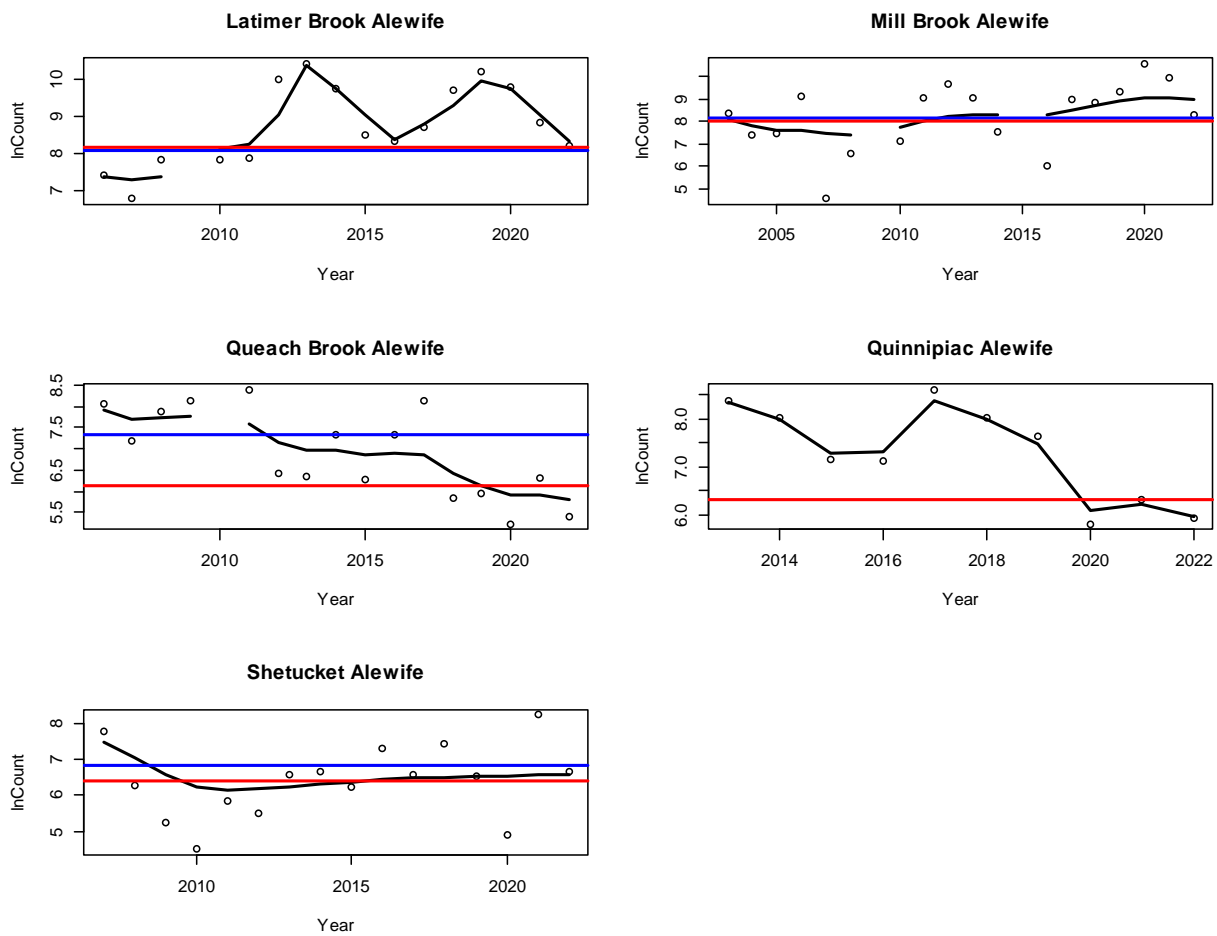 Latimer Brook Alewife
lnCount
7 8 9 10
2010 2015 2020
Year
Mill Brook Alewife
lnCount
5 6 7 8 9
2005 2010 2015 2020
Year
Queach Brook Alewife
lnCount
5.5 6.5 7.5 8.5
2010 2015 2020
Year
Quinnipiac Alewife
lnCount
6.0 7.0 8.0
2014 2016 2018 2020 2022
Year
Shetucket Alewife
lnCount
5 6 7 8
2010 2015 2020
Year